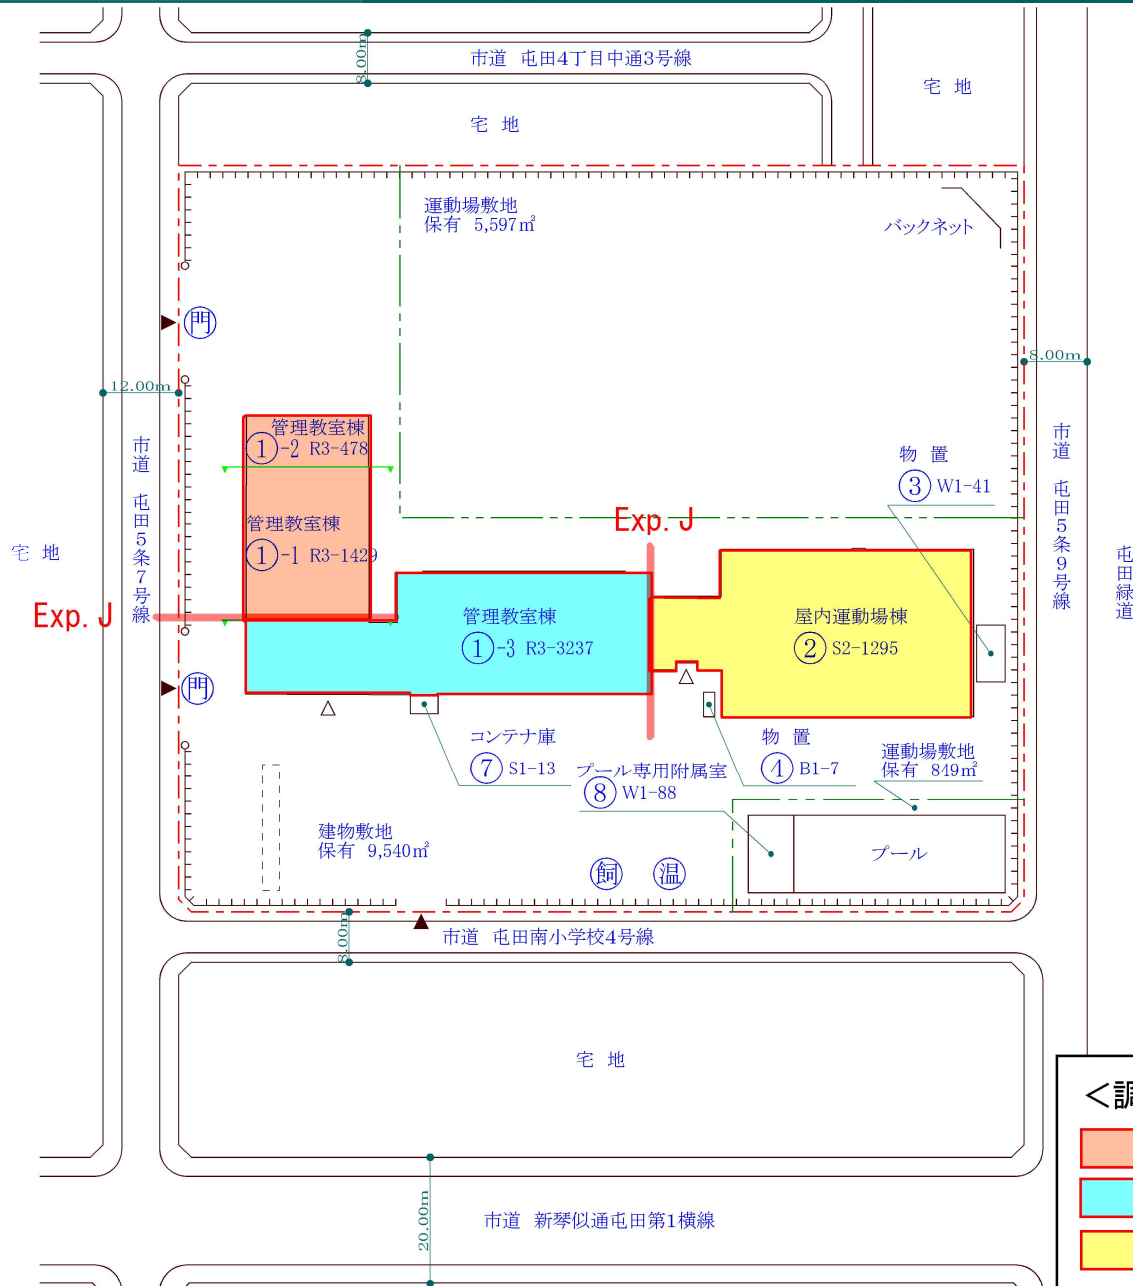 市道 屯田4丁目中通3号線
8.00m
宅 地
宅 地
運動場敷地
保有 5,597㎡
バックネット
門
12.00m
8.00m
市道 屯田5条7号線
市道 屯田5条9号線
管理教室棟
①-2 R3-478
管理教室棟
①-1 R3-1429
物 置
③ W1-41
Exp. J
宅 地
屯田緑道
Exp. J
管理教室棟
①-3 R3-3237
屋内運動場棟
② S2-1295
門
コンテナ庫
⑦ S1-13
プール専用附属室
⑧ W1-88
物 置
④ B1-7
運動場敷地
保有 849㎡
建物敷地
保有 9,540㎡
プール
飼 温
市道 屯田南小学校4号線
8.00m
宅 地
<調
20.00m
市道 新琴似通屯田第1横線